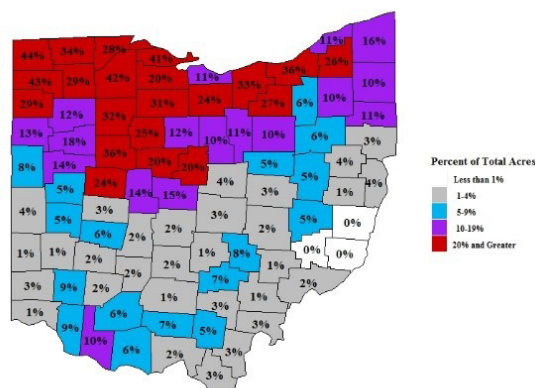 44% 34% 28% 41% 11% 16%
43% 29% 42% 20% 11% 33% 36% 26%
29% 12% 32% 31% 24% 27% 6% 10% 10%
13% 18% 25% 12% 10% 11% 10% 6% 11%
8% 14% 36% 20% 20% 5% 5% 4% 3%
5% 24% 14% 15% 4% 3% 1% 4%
4% 5% 3% 2% 2% 3% 2% 5% 0%
6% 8% 0% 0%
1% 1% 2% 2% 2% 1% 7% 1%
3% 9% 2% 1% 3% 1% 2%
1% 9% 6% 7% 5% 3%
10% 6% 2% 3%
3%
Percent of Total Acres
Less than 1%
1-4%
5-9%
10-19%
20% and Greater